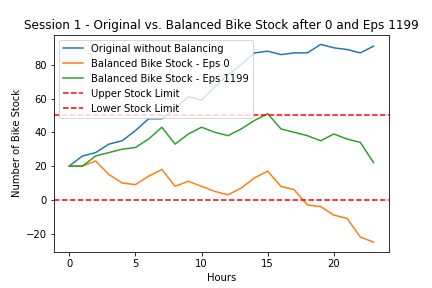 Session 1 - Original vs. Balanced Bike Stock after 0 and Eps 1199
Original without Balancing
Balanced Bike Stock - Eps 0
Balanced Bike Stock - Eps 1199
Upper Stock Limit
Lower Stock Limit
Number of Bike Stock
80
60
40
20
0
−20
0
5
10
15
20
Hours